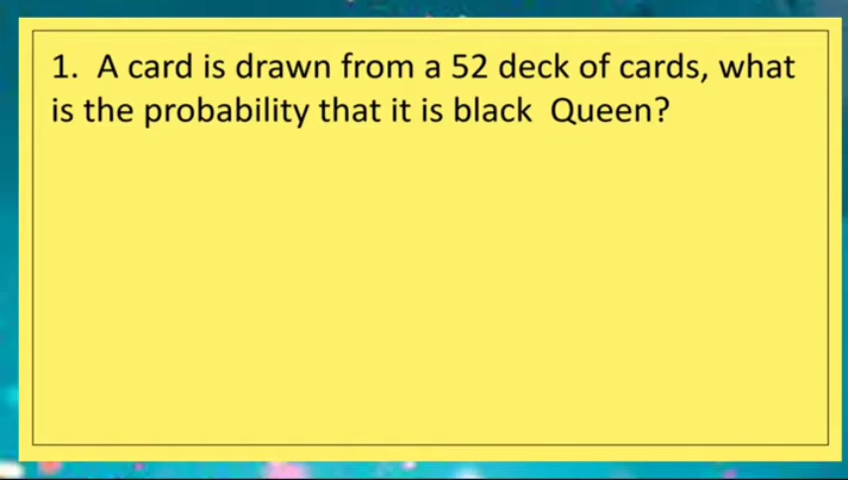 1. A card is drawn from a 52 deck of cards, what
is the probability that it is black Queen?